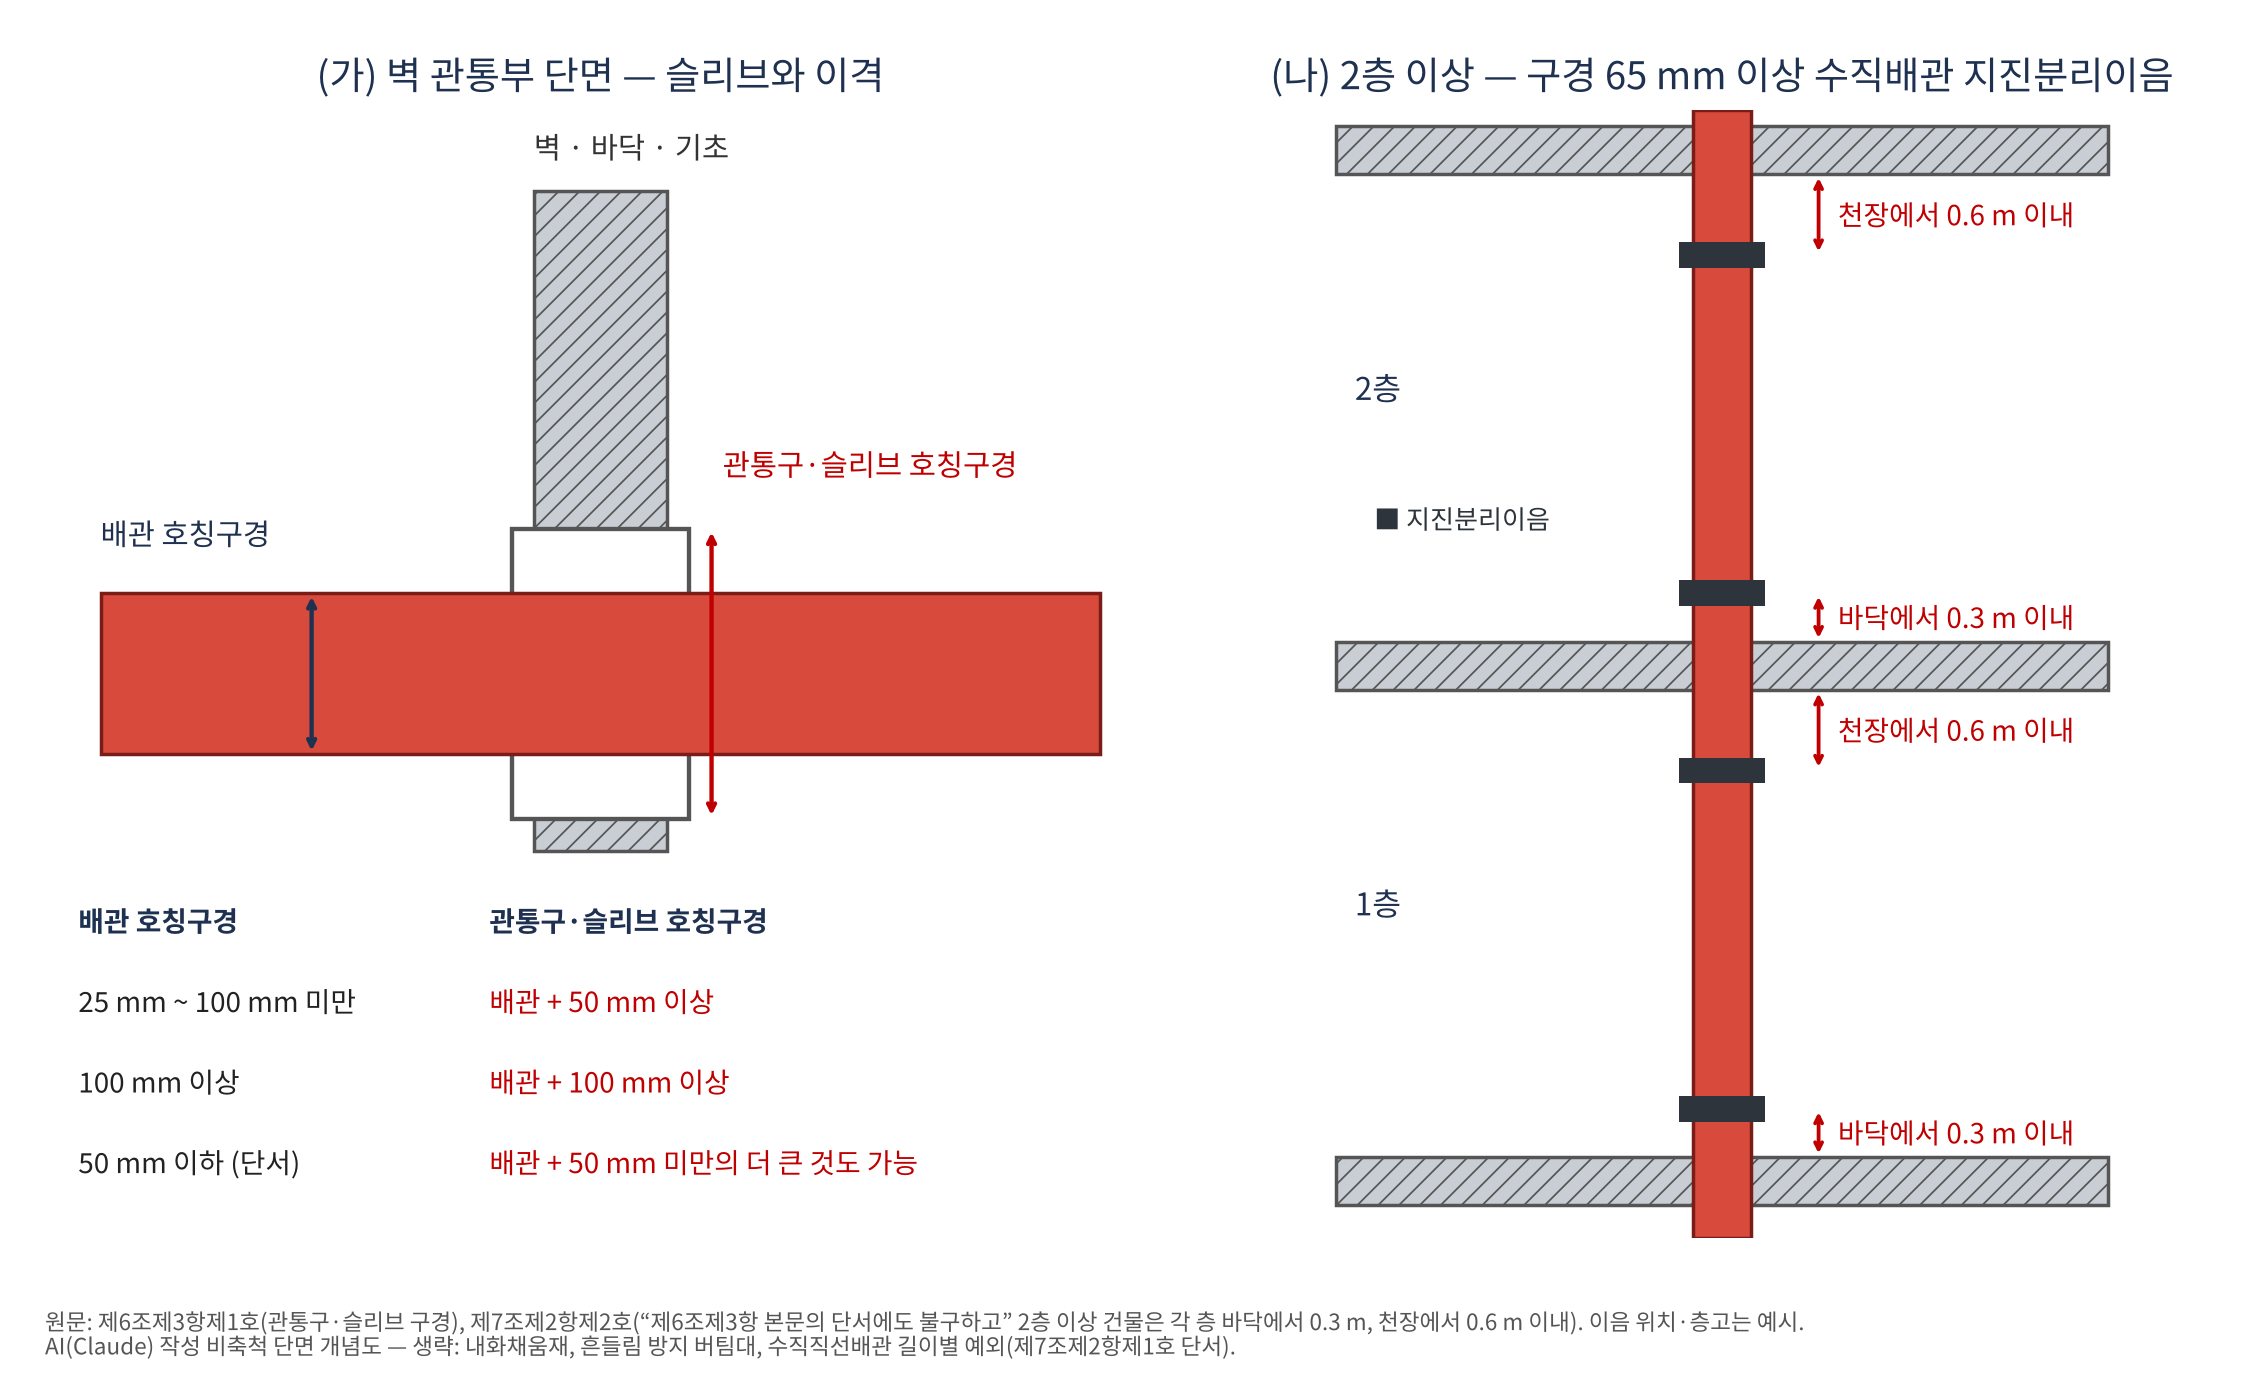 (가) 벽 관통부 단면 — 슬리브와 이격
벽 · 바닥 · 기초
관통구·슬리브 호칭구경
배관 호칭구경
배관 호칭구경 관통구·슬리브 호칭구경
25 mm ~ 100 mm 미만 배관 + 50 mm 이상
100 mm 이상 배관 + 100 mm 이상
50 mm 이하 (단서) 배관 + 50 mm 미만의 더 큰 것도 가능
(나) 2층 이상 — 구경 65 mm 이상 수직배관 지진분리이음
천장에서 0.6 m 이내
2층
■ 지진분리이음
바닥에서 0.3 m 이내
천장에서 0.6 m 이내
1층
바닥에서 0.3 m 이내
원문: 제6조제3항제1호(관통구·슬리브 구경), 제7조제2항제2호(“제6조제3항 본문의 단서에도 불구하고” 2층 이상 건물은 각 층 바닥에서 0.3 m, 천장에서 0.6 m 이내). 이음 위치·층고는 예시.
AI(Claude) 작성 비축척 단면 개념도 — 생략: 내화채움재, 흔들림 방지 버팀대, 수직직선배관 길이별 예외(제7조제2항제1호 단서).